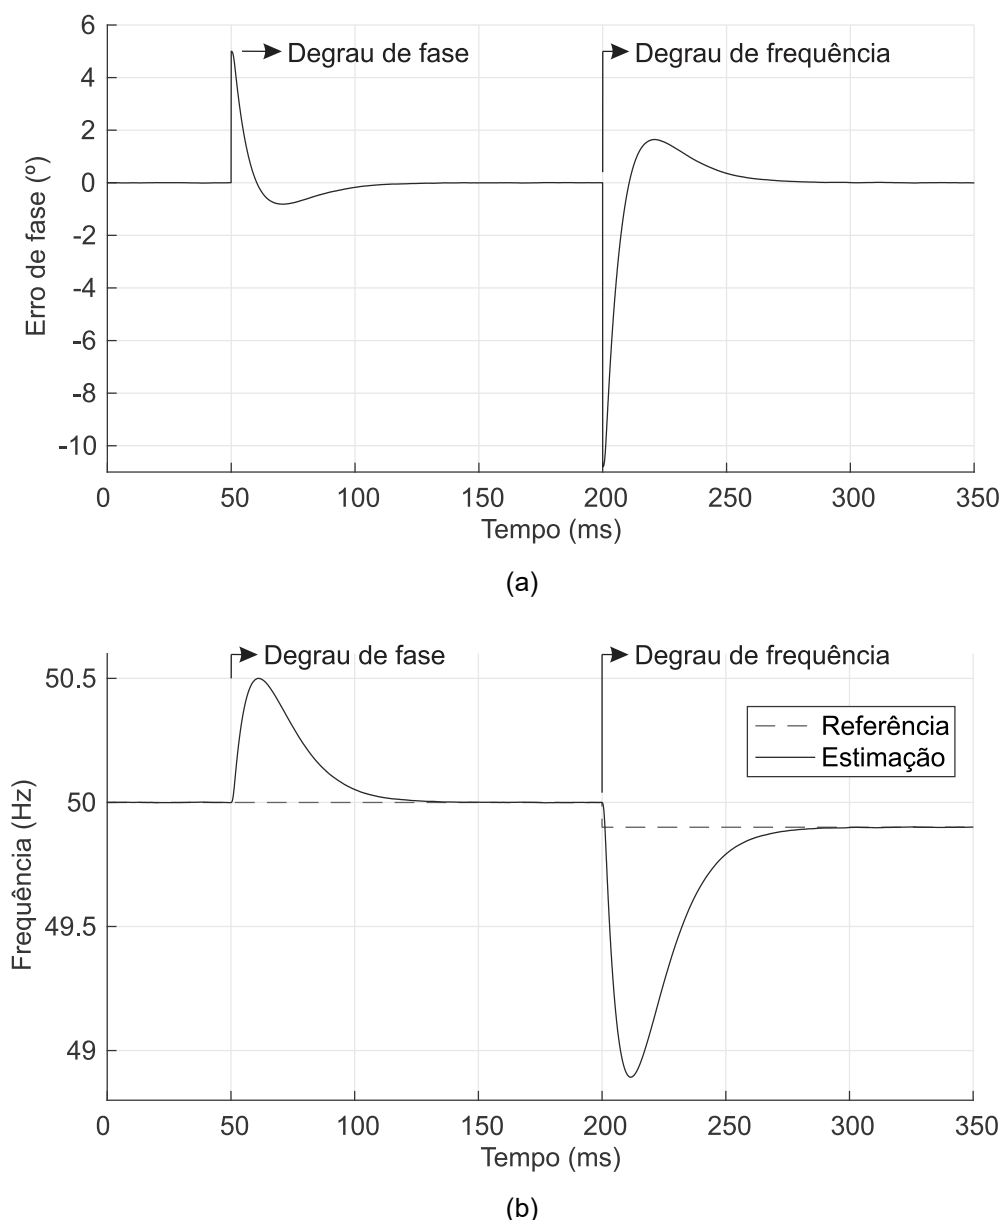 6
Degrau de fase
Degrau de frequência
4
2
0
-2
-4
-6
-8
-10
Erro de fase (º)
0 50 100 150 200 250 300 350
Tempo (ms)
(a)
Degrau de fase
Degrau de frequência
50.5
Referência
Estimação
50
49.5
49
Frequência (Hz)
0 50 100 150 200 250 300 350
Tempo (ms)
(b)